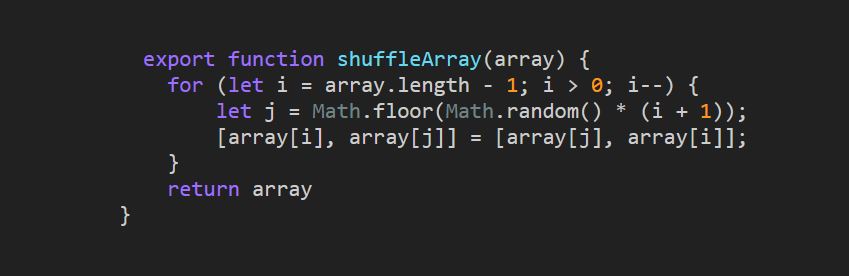 export function shuffleArray(array) {
for (let i = array.length - 1; i > 0; i--) {
let j = Math.floor(Math.random() * (i + 1));
[array[i], array[j]] = [array[j], array[i]];
}
return array
}